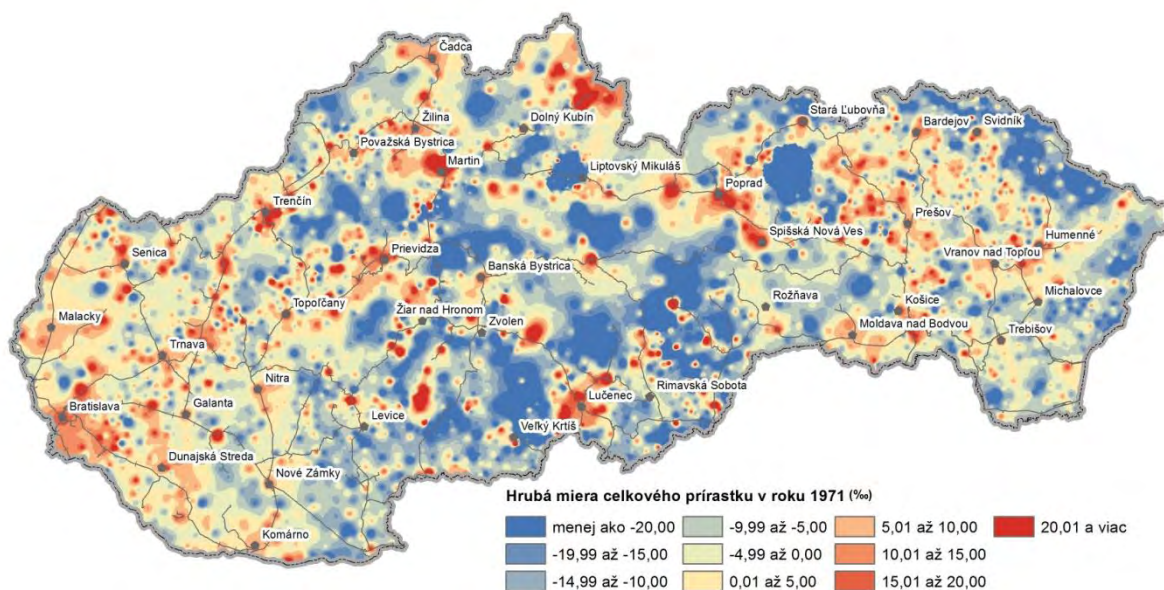 Čadca
Stará Ľubovňa
Žilina
Dolný Kubín
Bardejov
Svidník
Považská Bystrica
Martin
Liptovský Mikuláš
Poprad
Trenčín
Prešov
Spišská Nová Ves
Humenné
Senica
Prievidza
Vranov nad Topľou
Banská Bystrica
Topoľčany
Rožňava
Košice
Michalovce
Malacky
Žiar nad Hronom
Zvolen
Moldava nad Bodvou
Trebišov
Trnava
Nitra
Rimavská Sobota
Lučenec
Bratislava
Galanta
Levice
Veľký Krtíš
Dunajská Streda
Nové Zámky
Komárno
Hrubá miera celkového prírastku v roku 1971 (‰)
menej ako -20,00
-9,99 až -5,00
5,01 až 10,00
20,01 a viac
-19,99 až -15,00
-4,99 až 0,00
10,01 až 15,00
-14,99 až -10,00
0,01 až 5,00
15,01 až 20,00